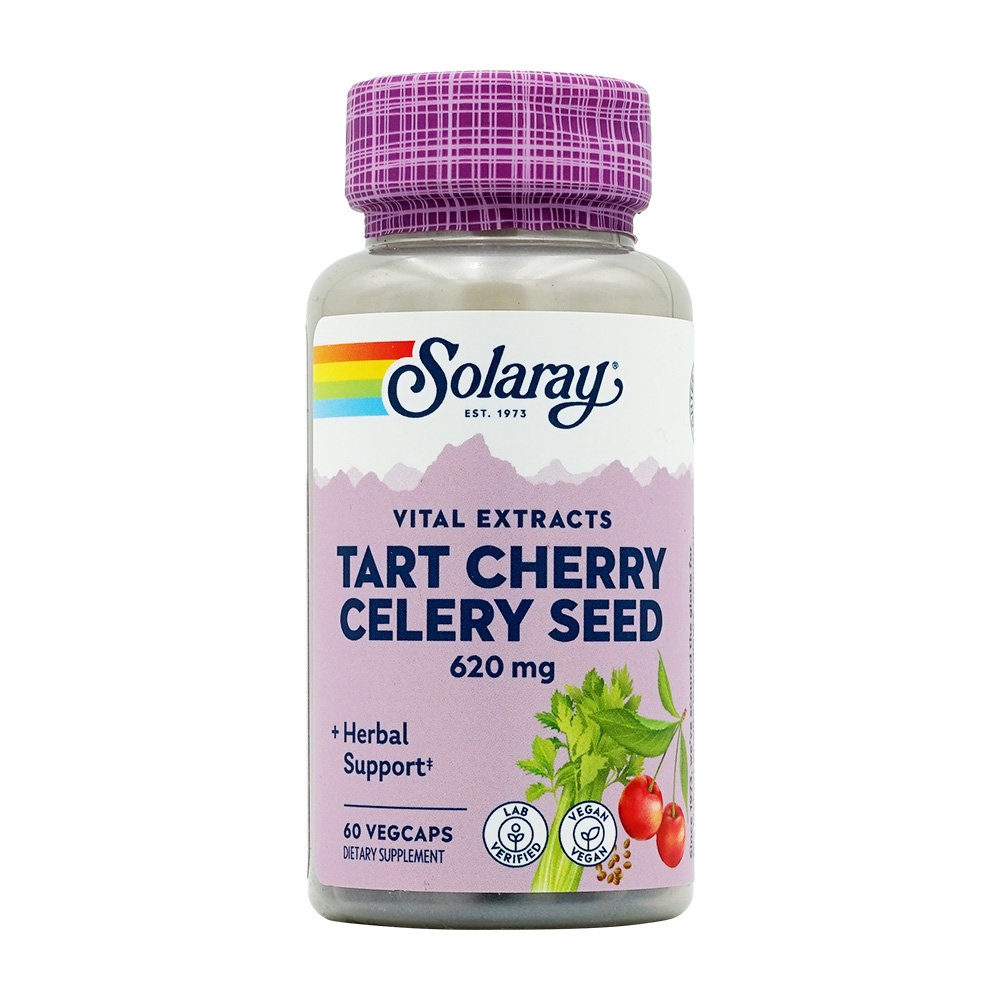 Solaray®
EST. 1973
VITAL EXTRACTS
TART CHERRY
CELERY SEED
620 mg
+ Herbal
Support‡
60 VEGCAPS
DIETARY SUPPLEMENT
LAB
VERIFIED
VEGAN
VEGAN